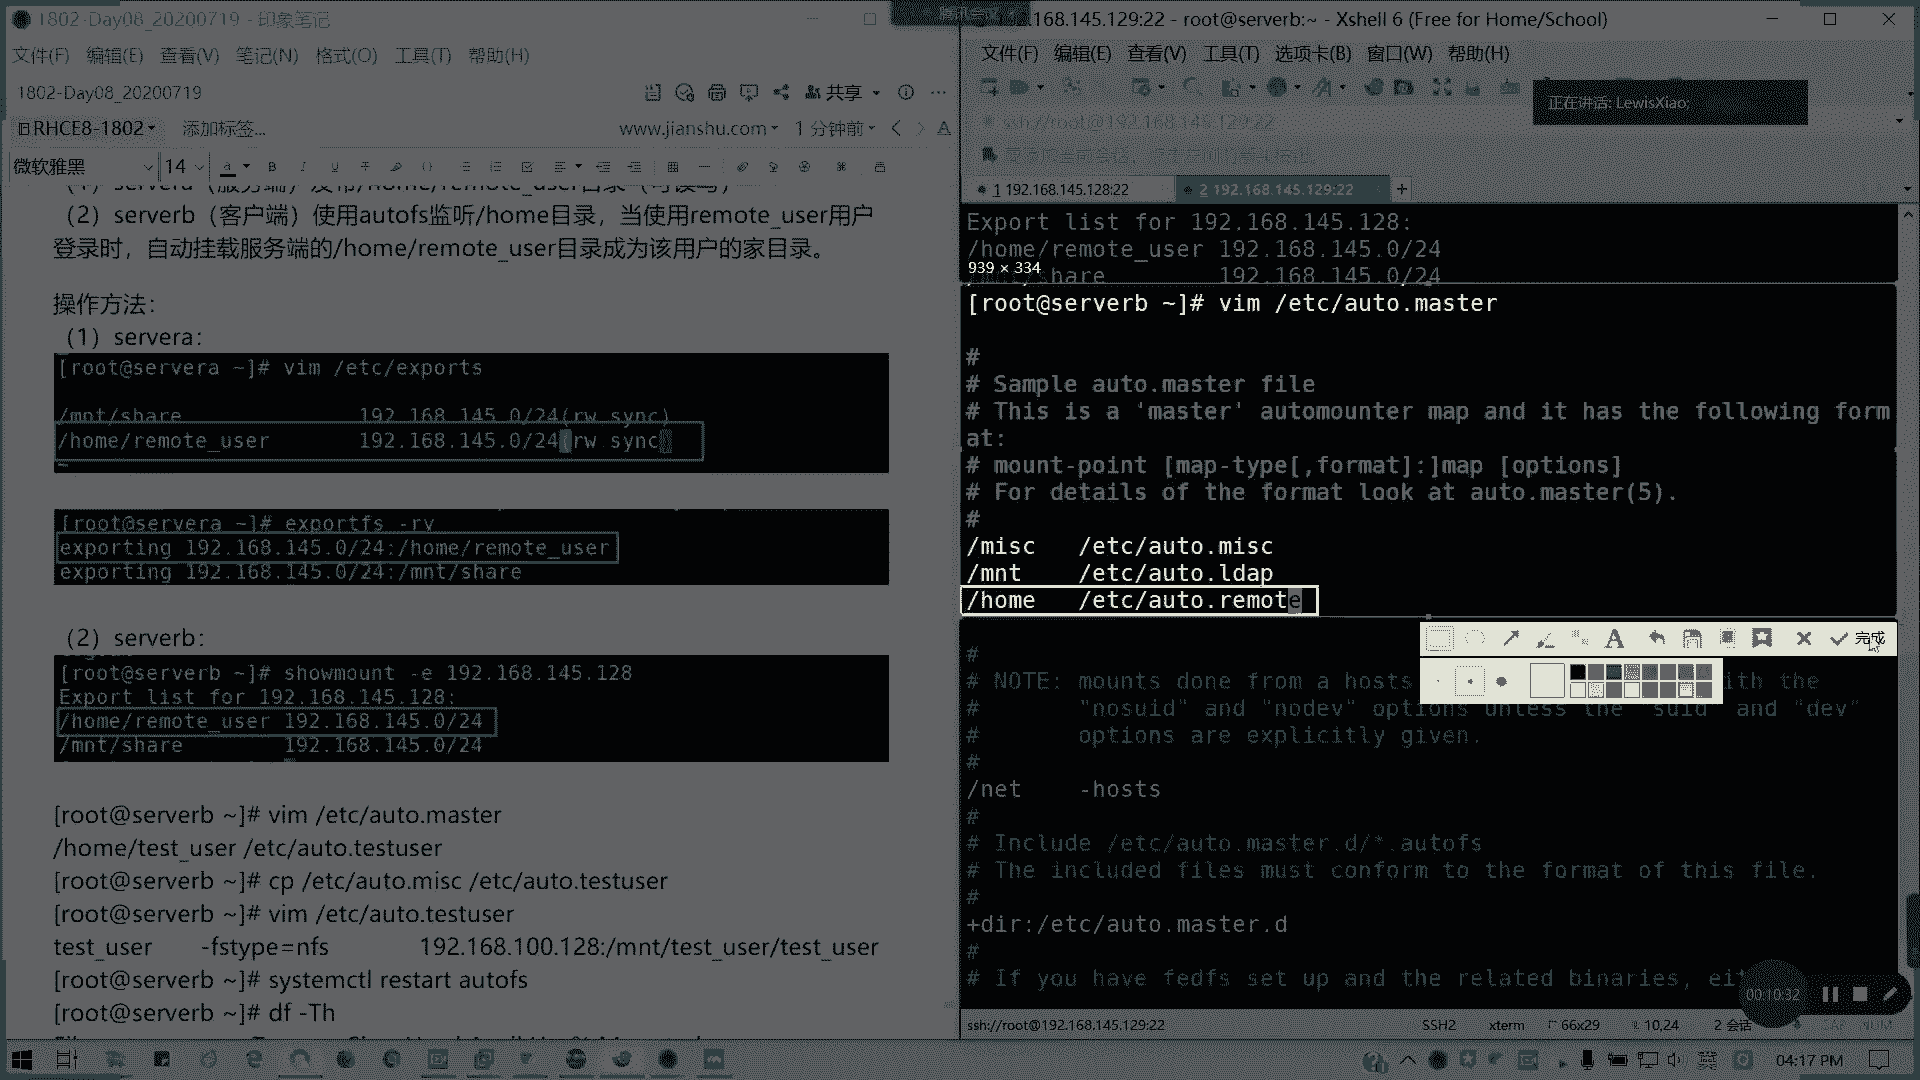 1802-Day08_20200719 - 印象笔记
文件(F) 编辑(E) 查看(V) 笔记(N) 格式(O) 工具(T) 帮助(H)
1802-Day08_20200719
共享
RHCE8-1802
添加标签...
www.jianshu.com
1 分钟前
微软雅黑
14
（2）serverb（客户端）使用autofs监听/home目录，当使用remote_user用户
登录时，自动挂载服务端的/home/remote_user目录成为该用户的家目录。
操作方法：
（1）servera：
[root@servera ~]# vim /etc/exports
/mnt/share 192.168.145.0/24(rw,sync)
/home/remote_user 192.168.145.0/24(rw,sync)
[root@servera ~]# exportfs -rv
exporting 192.168.145.0/24:/home/remote_user
exporting 192.168.145.0/24:/mnt/share
（2）serverb：
[root@serverb ~]# showmount -e 192.168.145.128
Export list for 192.168.145.128:
/home/remote_user 192.168.145.0/24
/mnt/share 192.168.145.0/24
[root@serverb ~]# vim /etc/auto.master
/home/test_user /etc/auto.testuser
[root@serverb ~]# cp /etc/auto.misc /etc/auto.testuser
[root@serverb ~]# vim /etc/auto.testuser
test_user -fstype=nfs 192.168.100.128:/mnt/test_user/test_user
[root@serverb ~]# systemctl restart autofs
[root@serverb ~]# df -Th
192.168.145.129:22 - root@serverb:~ - Xshell 6 (Free for Home/School)
文件(F) 编辑(E) 查看(V) 工具(T) 选项卡(B) 窗口(W) 帮助(H)
正在讲话: LewisXiao;
ssh://root@192.168.145.129:22
1 192.168.145.128:22
2 192.168.145.129:22
Export list for 192.168.145.128:
/home/remote_user 192.168.145.0/24
939 × 334
share 192.168.145.0/24
[root@serverb ~]# vim /etc/auto.master
#
# Sample auto.master file
# This is a 'master' automounter map and it has the following form
at:
# mount-point [map-type[,format]:]map [options]
# For details of the format look at auto.master(5).
#
/misc /etc/auto.misc
/mnt /etc/auto.ldap
/home /etc/auto.remote
完成
#
# NOTE: mounts done from a hosts ith the
# "nosuid" and "nodev" options unless the "suid" and "dev"
# options are explicitly given.
#
/net -hosts
#
# Include /etc/auto.master.d/*.autofs
# The included files must conform to the format of this file.
#
+dir:/etc/auto.master.d
#
# If you have fedfs set up and the related binaries, ei
00:10:32
ssh://root@192.168.145.129:22
SSH2
xterm
66x29
10,24
2 会话
CAP NUM
英
04:17 PM